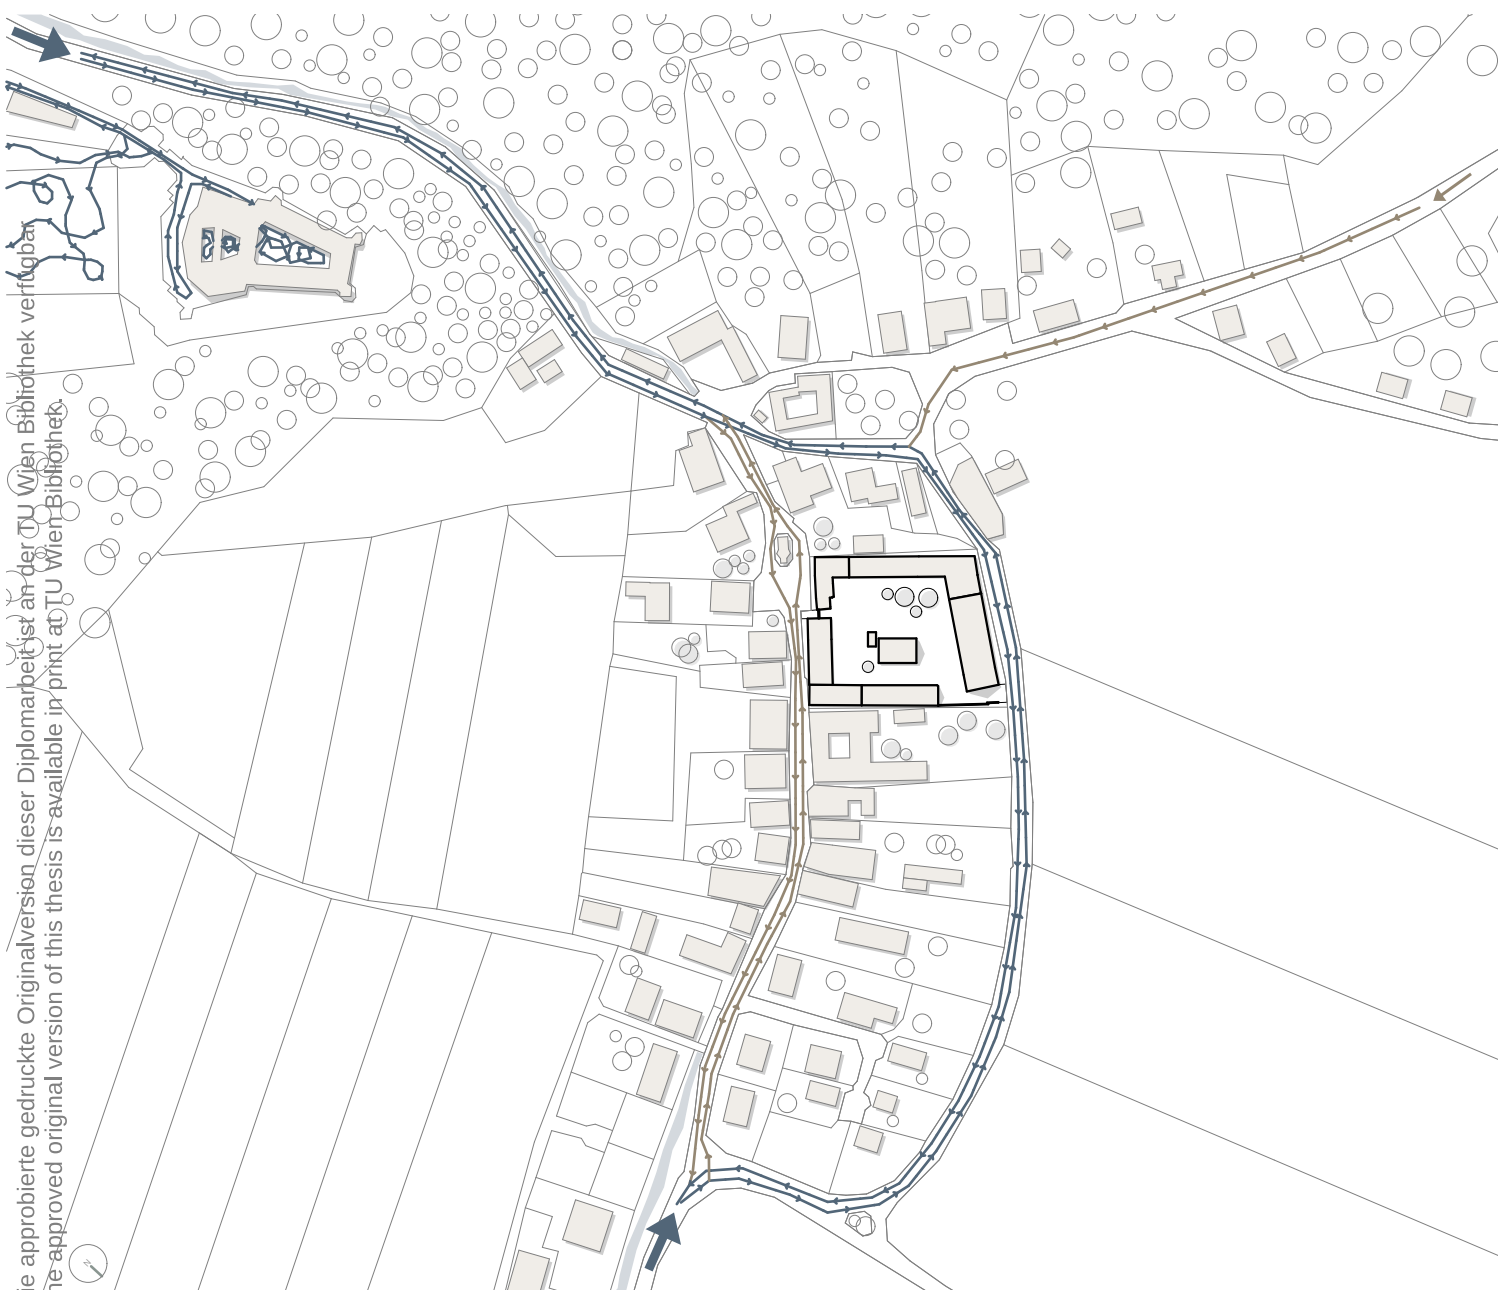 ie approbierte gedruckte Originalversion dieser Diplomarbeit ist an der TU Wien Bibliothek verfügbar.
he approved original version of this thesis is available in print at TU Wien Bibliothek.
N